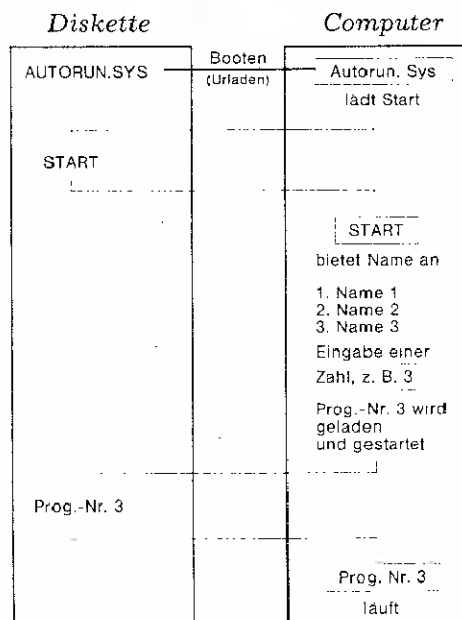 Diskette
Computer
AUTORUN.SYS
Booten
(Urladen)
Autorun. Sys
lädt Start
START
START
bietet Name an
1. Name 1
2. Name 2
3. Name 3
Eingabe einer
Zahl, z. B. 3
Prog.-Nr. 3 wird
geladen
und gestartet
Prog.-Nr. 3
Prog. Nr. 3
läuft